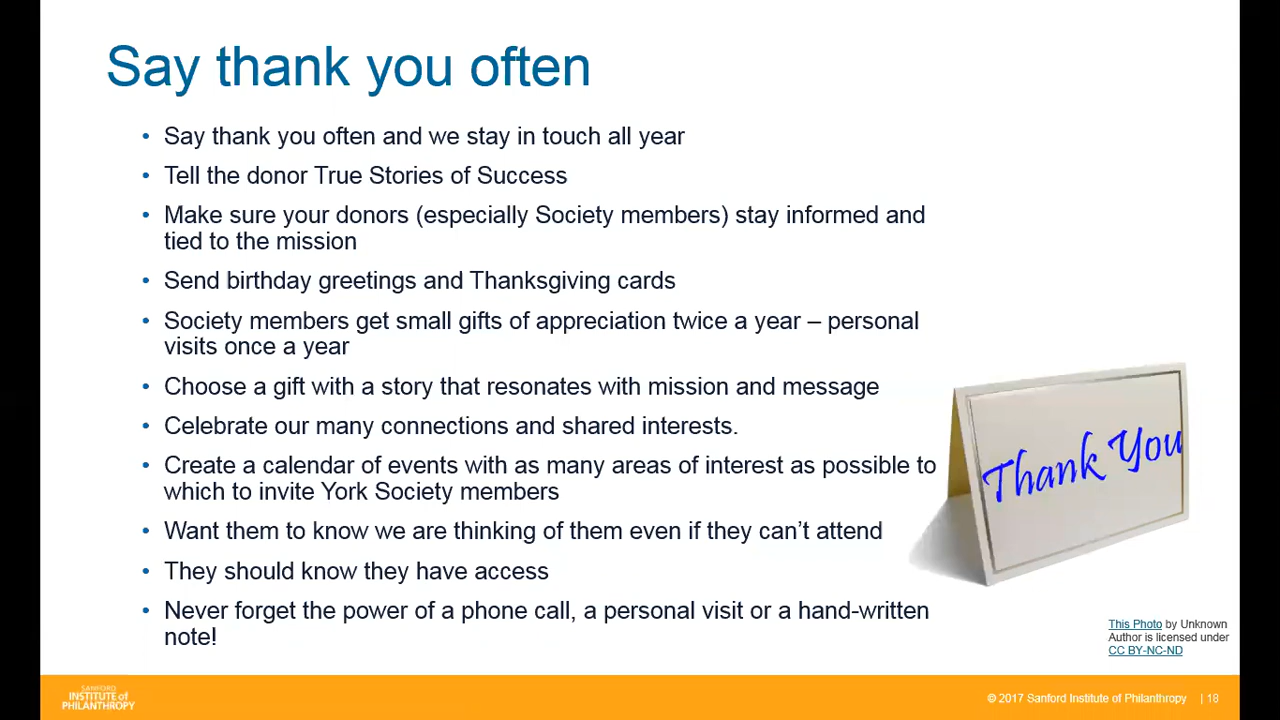 Say thank you often
• Say thank you often and we stay in touch all year
• Tell the donor True Stories of Success
• Make sure your donors (especially Society members) stay informed and
tied to the mission
• Send birthday greetings and Thanksgiving cards
• Society members get small gifts of appreciation twice a year – personal
visits once a year
• Choose a gift with a story that resonates with mission and message
• Celebrate our many connections and shared interests.
• Create a calendar of events with as many areas of interest as possible to
which to invite York Society members
• Want them to know we are thinking of them even if they can’t attend
• They should know they have access
• Never forget the power of a phone call, a personal visit or a hand-written
note!
Thank You
This Photo by Unknown
Author is licensed under
CC BY-NC-ND
SANFORD
INSTITUTE of
PHILANTHROPY
© 2017 Sanford Institute of Philanthropy | 18